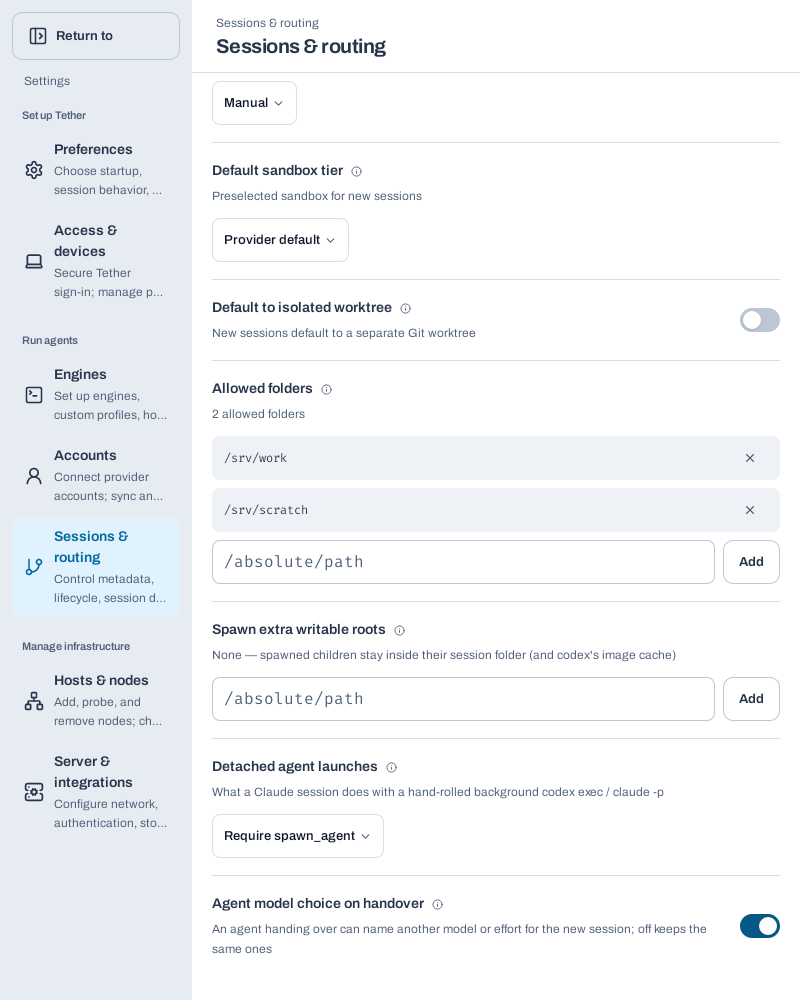 Return to
Settings
Set up Tether
Preferences
Choose startup,
session behavior, ...
Access &
devices
Secure Tether
sign-in; manage p...
Run agents
Engines
Set up engines,
custom profiles, ho...
Accounts
Connect provider
accounts; sync an...
Sessions &
routing
Control metadata,
lifecycle, session d...
Manage infrastructure
Hosts & nodes
Add, probe, and
remove nodes; ch...
Server &
integrations
Configure network,
authentication, sto...
Sessions & routing
Sessions & routing
Manual
Default sandbox tier
Preselected sandbox for new sessions
Provider default
Default to isolated worktree
New sessions default to a separate Git worktree
Allowed folders
2 allowed folders
/srv/work
/srv/scratch
/absolute/path
Add
Spawn extra writable roots
None — spawned children stay inside their session folder (and codex's image cache)
/absolute/path
Add
Detached agent launches
What a Claude session does with a hand-rolled background codex exec / claude -p
Require spawn_agent
Agent model choice on handover
An agent handing over can name another model or effort for the new session; off keeps the
same ones